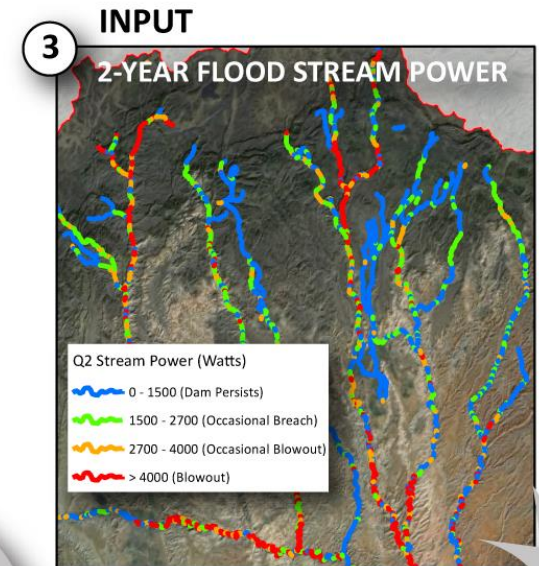 INPUT
3
2-YEAR FLOOD STREAM POWER
Q2 Stream Power (Watts)
0 - 1500 (Dam Persists)
1500 - 2700 (Occasional Breach)
2700 - 4000 (Occasional Blowout)
> 4000 (Blowout)